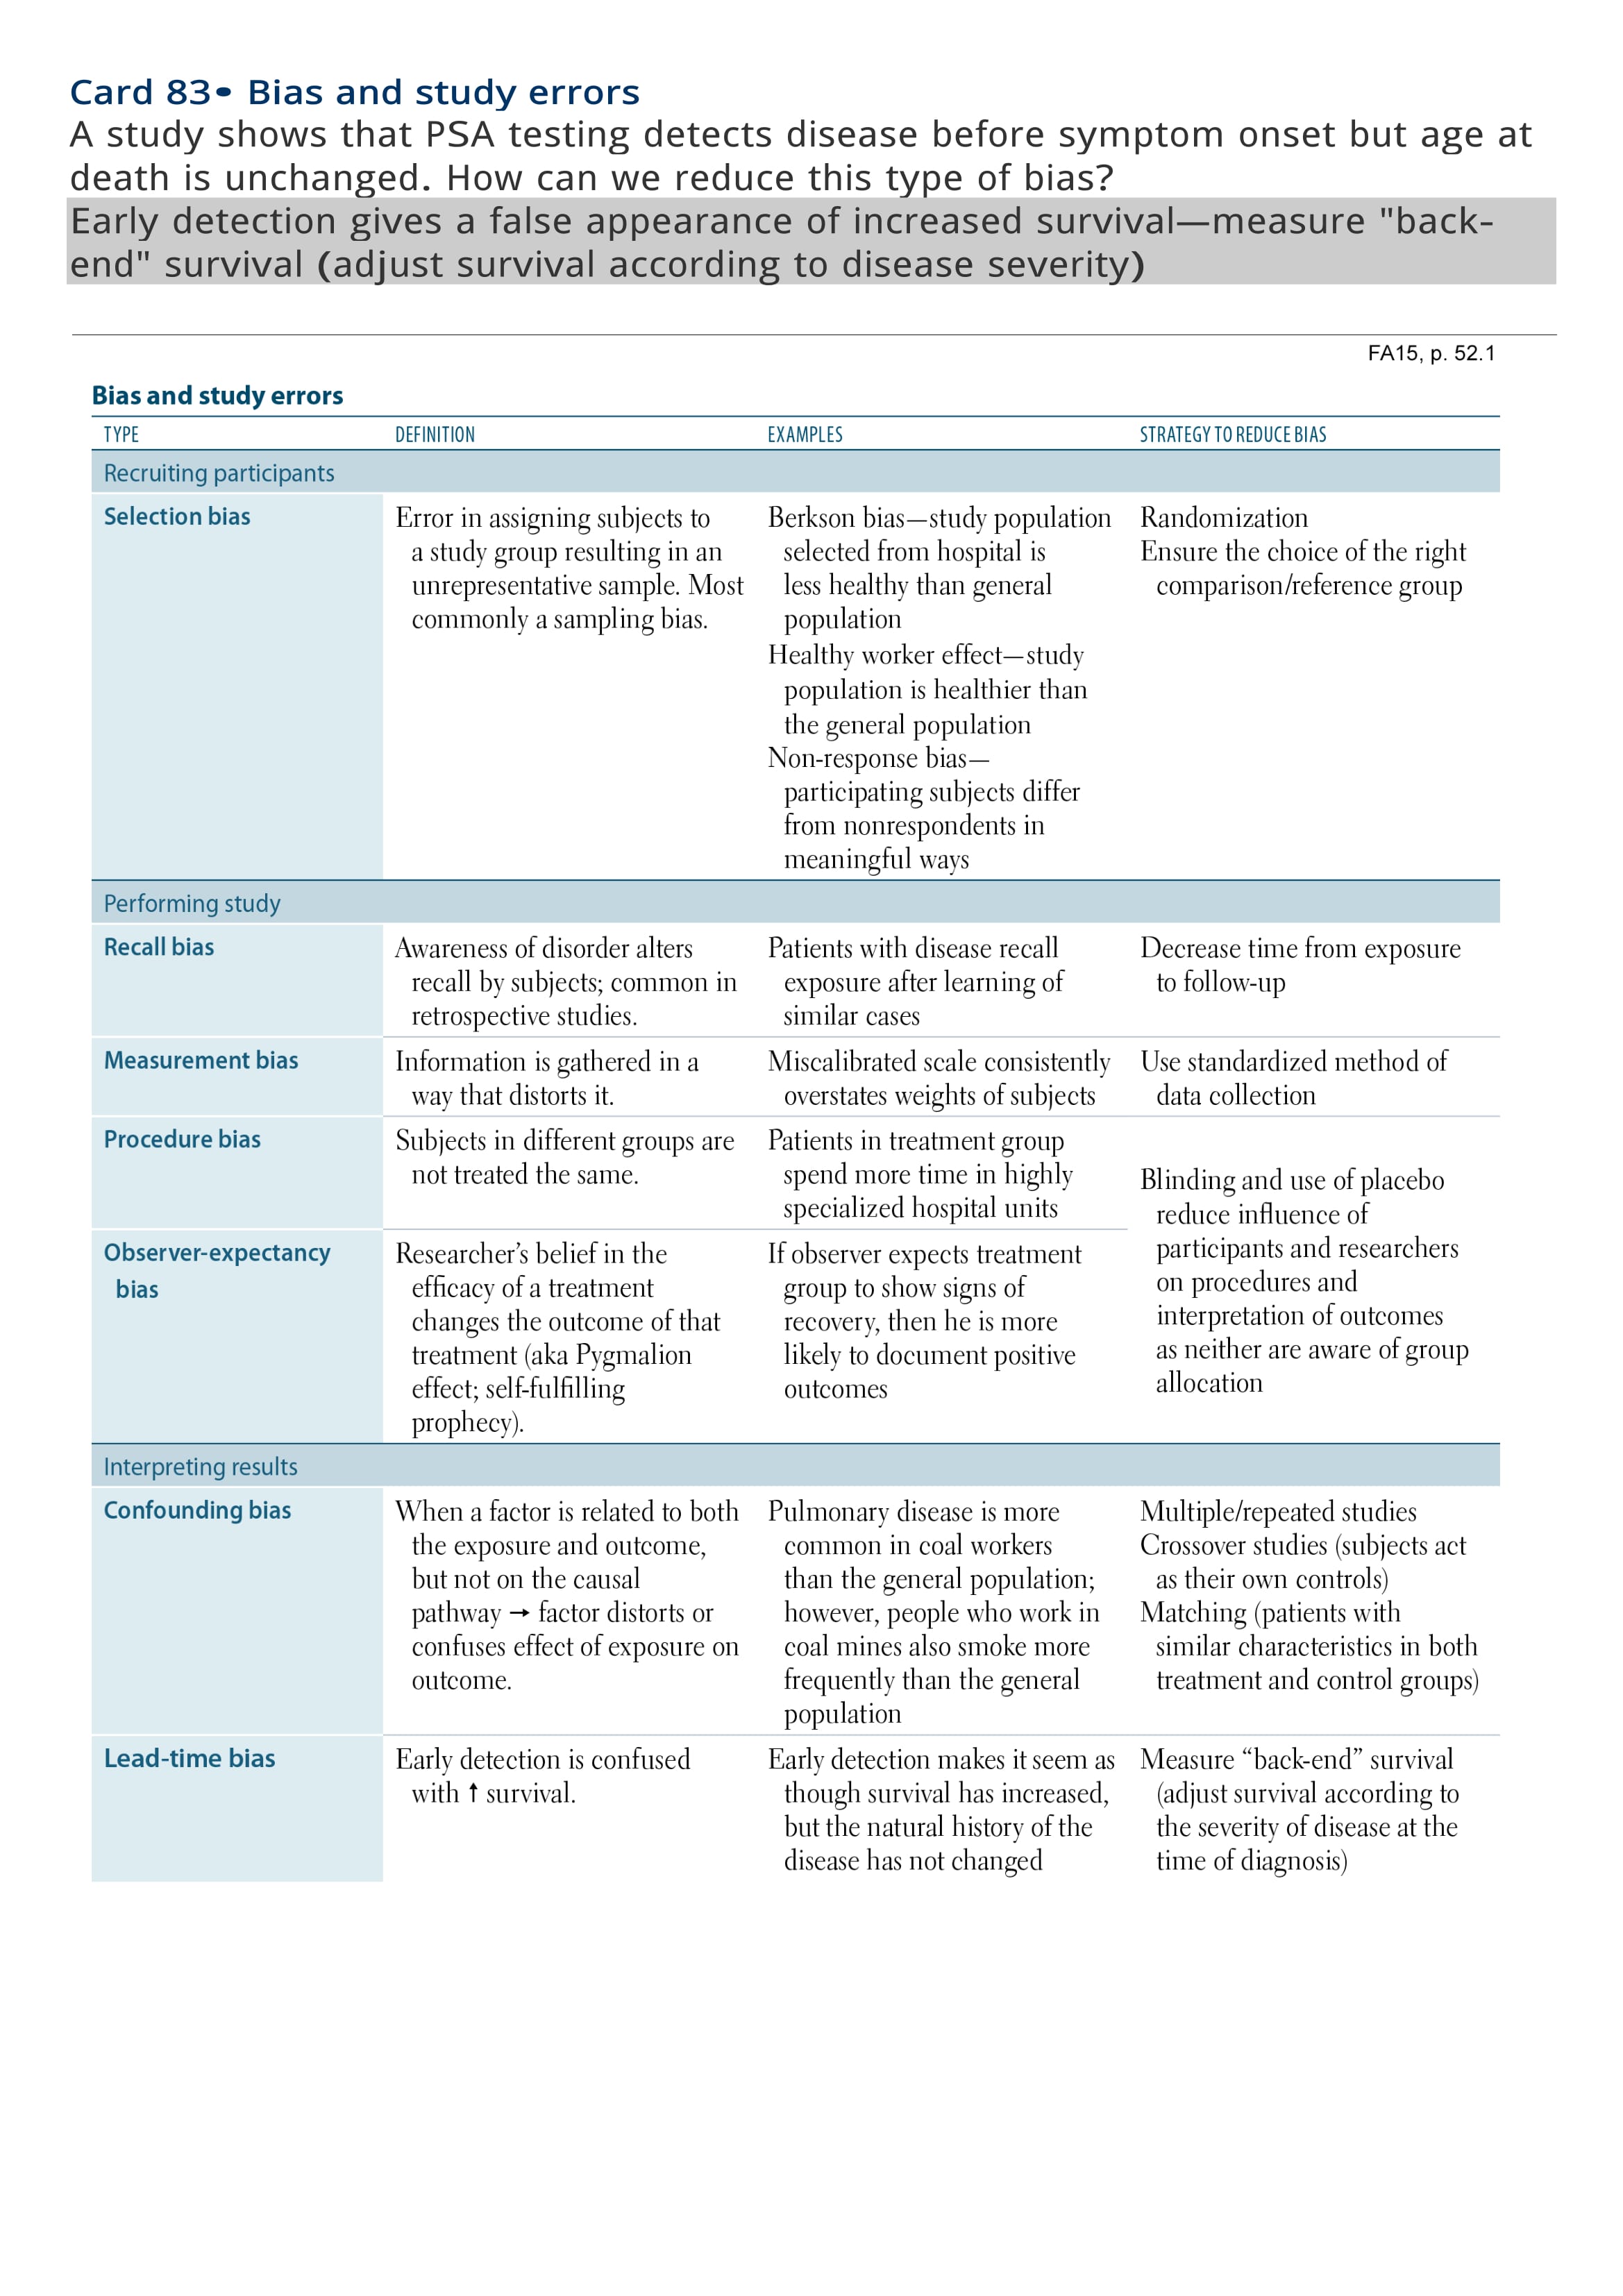 Card 83• Bias and study errors
A study shows that PSA testing detects disease before symptom onset but age at
death is unchanged. How can we reduce this type of bias?
Early detection gives a false appearance of increased survival—measure "back-
end" survival (adjust survival according to disease severity)
FA15, p. 52.1
Bias and study errors
TYPE DEFINITION EXAMPLES STRATEGY TO REDUCE BIAS
Recruiting participants
Selection bias
Error in assigning subjects to
a study group resulting in an
unrepresentative sample. Most
commonly a sampling bias.
Berkson bias—study population
selected from hospital is
less healthy than general
population
Healthy worker effect—study
population is healthier than
the general population
Non-response bias—
participating subjects differ
from nonrespondents in
meaningful ways
Randomization
Ensure the choice of the right
comparison/reference group
Performing study
Recall bias
Awareness of disorder alters
recall by subjects; common in
retrospective studies.
Patients with disease recall
exposure after learning of
similar cases
Decrease time from exposure
to follow-up
Measurement bias
Information is gathered in a
way that distorts it.
Miscalibrated scale consistently
overstates weights of subjects
Use standardized method of
data collection
Procedure bias
Subjects in different groups are
not treated the same.
Patients in treatment group
spend more time in highly
specialized hospital units
Blinding and use of placebo
reduce influence of
participants and researchers
on procedures and
interpretation of outcomes
as neither are aware of group
allocation
Observer-expectancy
bias
Researcher’s belief in the
efficacy of a treatment
changes the outcome of that
treatment (aka Pygmalion
effect; self-fulfilling
prophecy).
If observer expects treatment
group to show signs of
recovery, then he is more
likely to document positive
outcomes
Interpreting results
Confounding bias
When a factor is related to both
the exposure and outcome,
but not on the causal
pathway → factor distorts or
confuses effect of exposure on
outcome.
Pulmonary disease is more
common in coal workers
than the general population;
however, people who work in
coal mines also smoke more
frequently than the general
population
Multiple/repeated studies
Crossover studies (subjects act
as their own controls)
Matching (patients with
similar characteristics in both
treatment and control groups)
Lead-time bias
Early detection is confused
with ↑ survival.
Early detection makes it seem as
though survival has increased,
but the natural history of the
disease has not changed
Measure “back-end” survival
(adjust survival according to
the severity of disease at the
time of diagnosis)